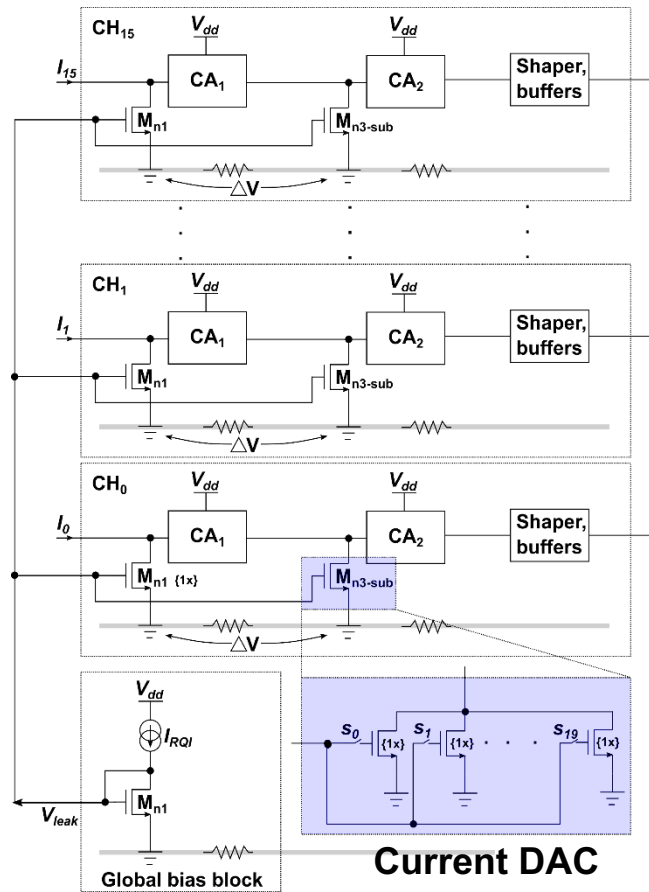 CH15
Vdd
Vdd
I15
CA1
CA2
Shaper,
buffers
Mn1
Mn3-sub
△V
CH1
Vdd
Vdd
I1
CA1
CA2
Shaper,
buffers
Mn1
Mn3-sub
△V
CH0
Vdd
Vdd
I0
CA1
CA2
Shaper,
buffers
Mn1 {1x}
Mn3-sub
△V
Vdd
IRQI
Mn1
Vleak
Global bias block
s0 {1x} s1 {1x} s19 {1x}
Current DAC